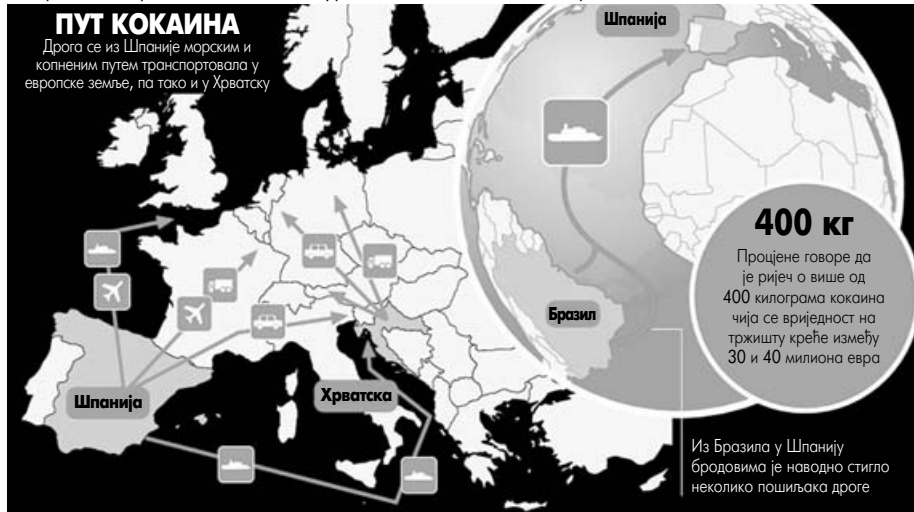 ПУТ КОКАИНА
Дрога се из Шпаније морским и
копненим путем транспортовала у
европске земље, па тако и у Хрватску
Шпанија
400 кг
Процјене говоре да
је ријеч о више од
400 килограма кокаина
чија се вриједност на
тржишту креће између
30 и 40 милиона евра
Бразил
Шпанија
Хрватска
Из Бразила у Шпанију
бродовима је наводно стигло
неколико пошиљака дроге